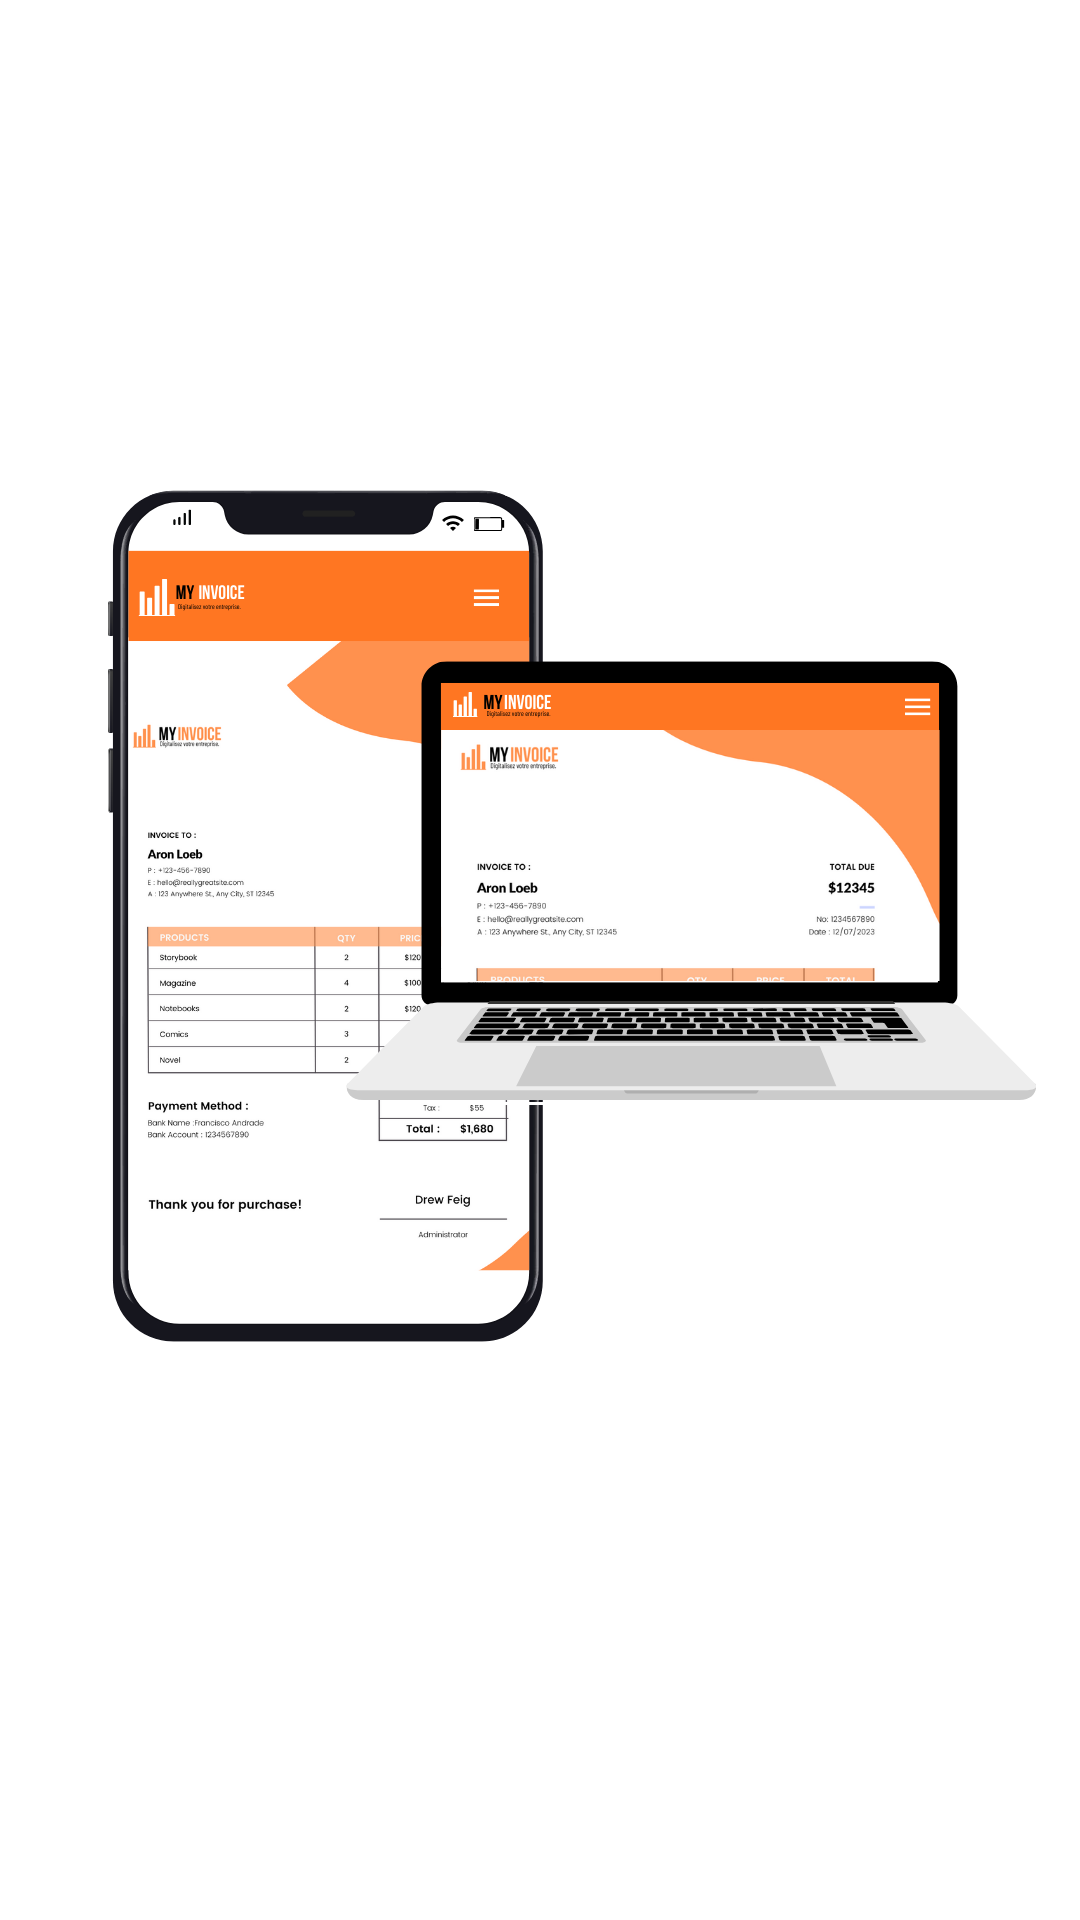 MY INVOICE
Digitalisez votre entreprise.
MY INVOICE
Digitalisez votre entreprise.
INVOICE TO :
Aron Loeb
P : +123-456-7890
E : hello@reallygreatsite.com
A : 123 Anywhere St., Any City, ST 12345
PRODUCTS QTY PRIC
Storybook 2 $120
Magazine 4 $100
Notebooks 2 $120
Comics 3
Novel 2
Payment Method :
Bank Name :Francisco Andrade
Bank Account : 1234567890
Tax : $55
Total : $1,680
Thank you for purchase!
Drew Feig
Administrator
MY INVOICE
Digitalisez votre entreprise.
MY INVOICE
Digitalisez votre entreprise.
INVOICE TO :
Aron Loeb
P : +123-456-7890
E : hello@reallygreatsite.com
A : 123 Anywhere St., Any City, ST 12345
TOTAL DUE
$12345
No: 1234567890
Date : 12/07/2023
PRODUCTS QTY PRICE TOTAL